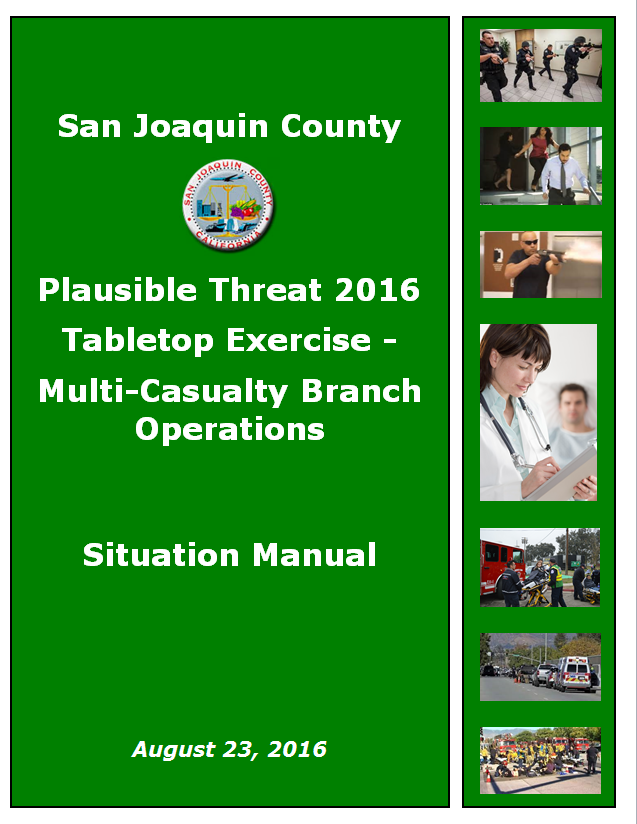 San Joaquin County
SAN JOAQUIN COUNTY
CALIFORNIA
Plausible Threat 2016
Tabletop Exercise -
Multi-Casualty Branch
Operations
Situation Manual
August 23, 2016